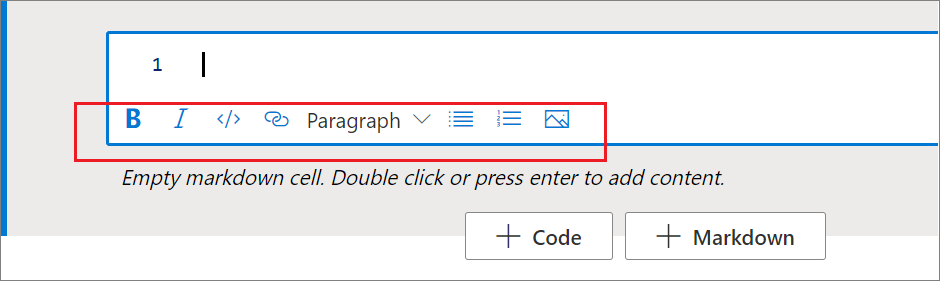 1
B I </> Paragraph
Empty markdown cell. Double click or press enter to add content.
+ Code + Markdown